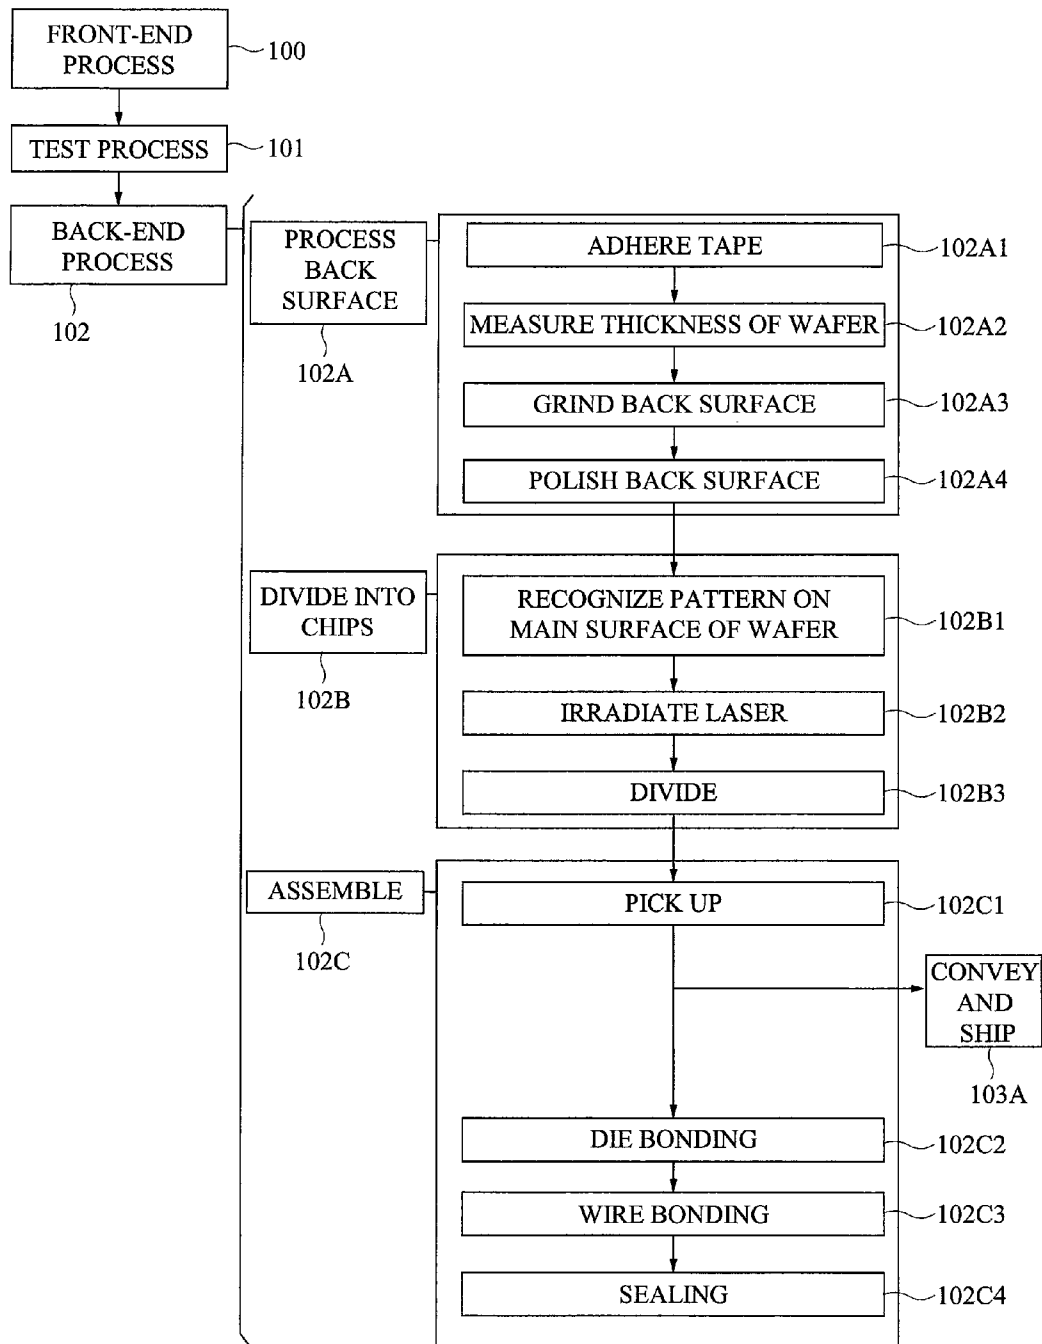 FRONT-END
PROCESS
100
TEST PROCESS
101
BACK-END
PROCESS
102
PROCESS
BACK
SURFACE
102A
ADHERE TAPE
102A1
MEASURE THICKNESS OF WAFER
102A2
GRIND BACK SURFACE
102A3
POLISH BACK SURFACE
102A4
DIVIDE INTO
CHIPS
102B
RECOGNIZE PATTERN ON
MAIN SURFACE OF WAFER
102B1
IRRADIATE LASER
102B2
DIVIDE
102B3
ASSEMBLE
102C
PICK UP
102C1
CONVEY
AND
SHIP
103A
DIE BONDING
102C2
WIRE BONDING
102C3
SEALING
102C4